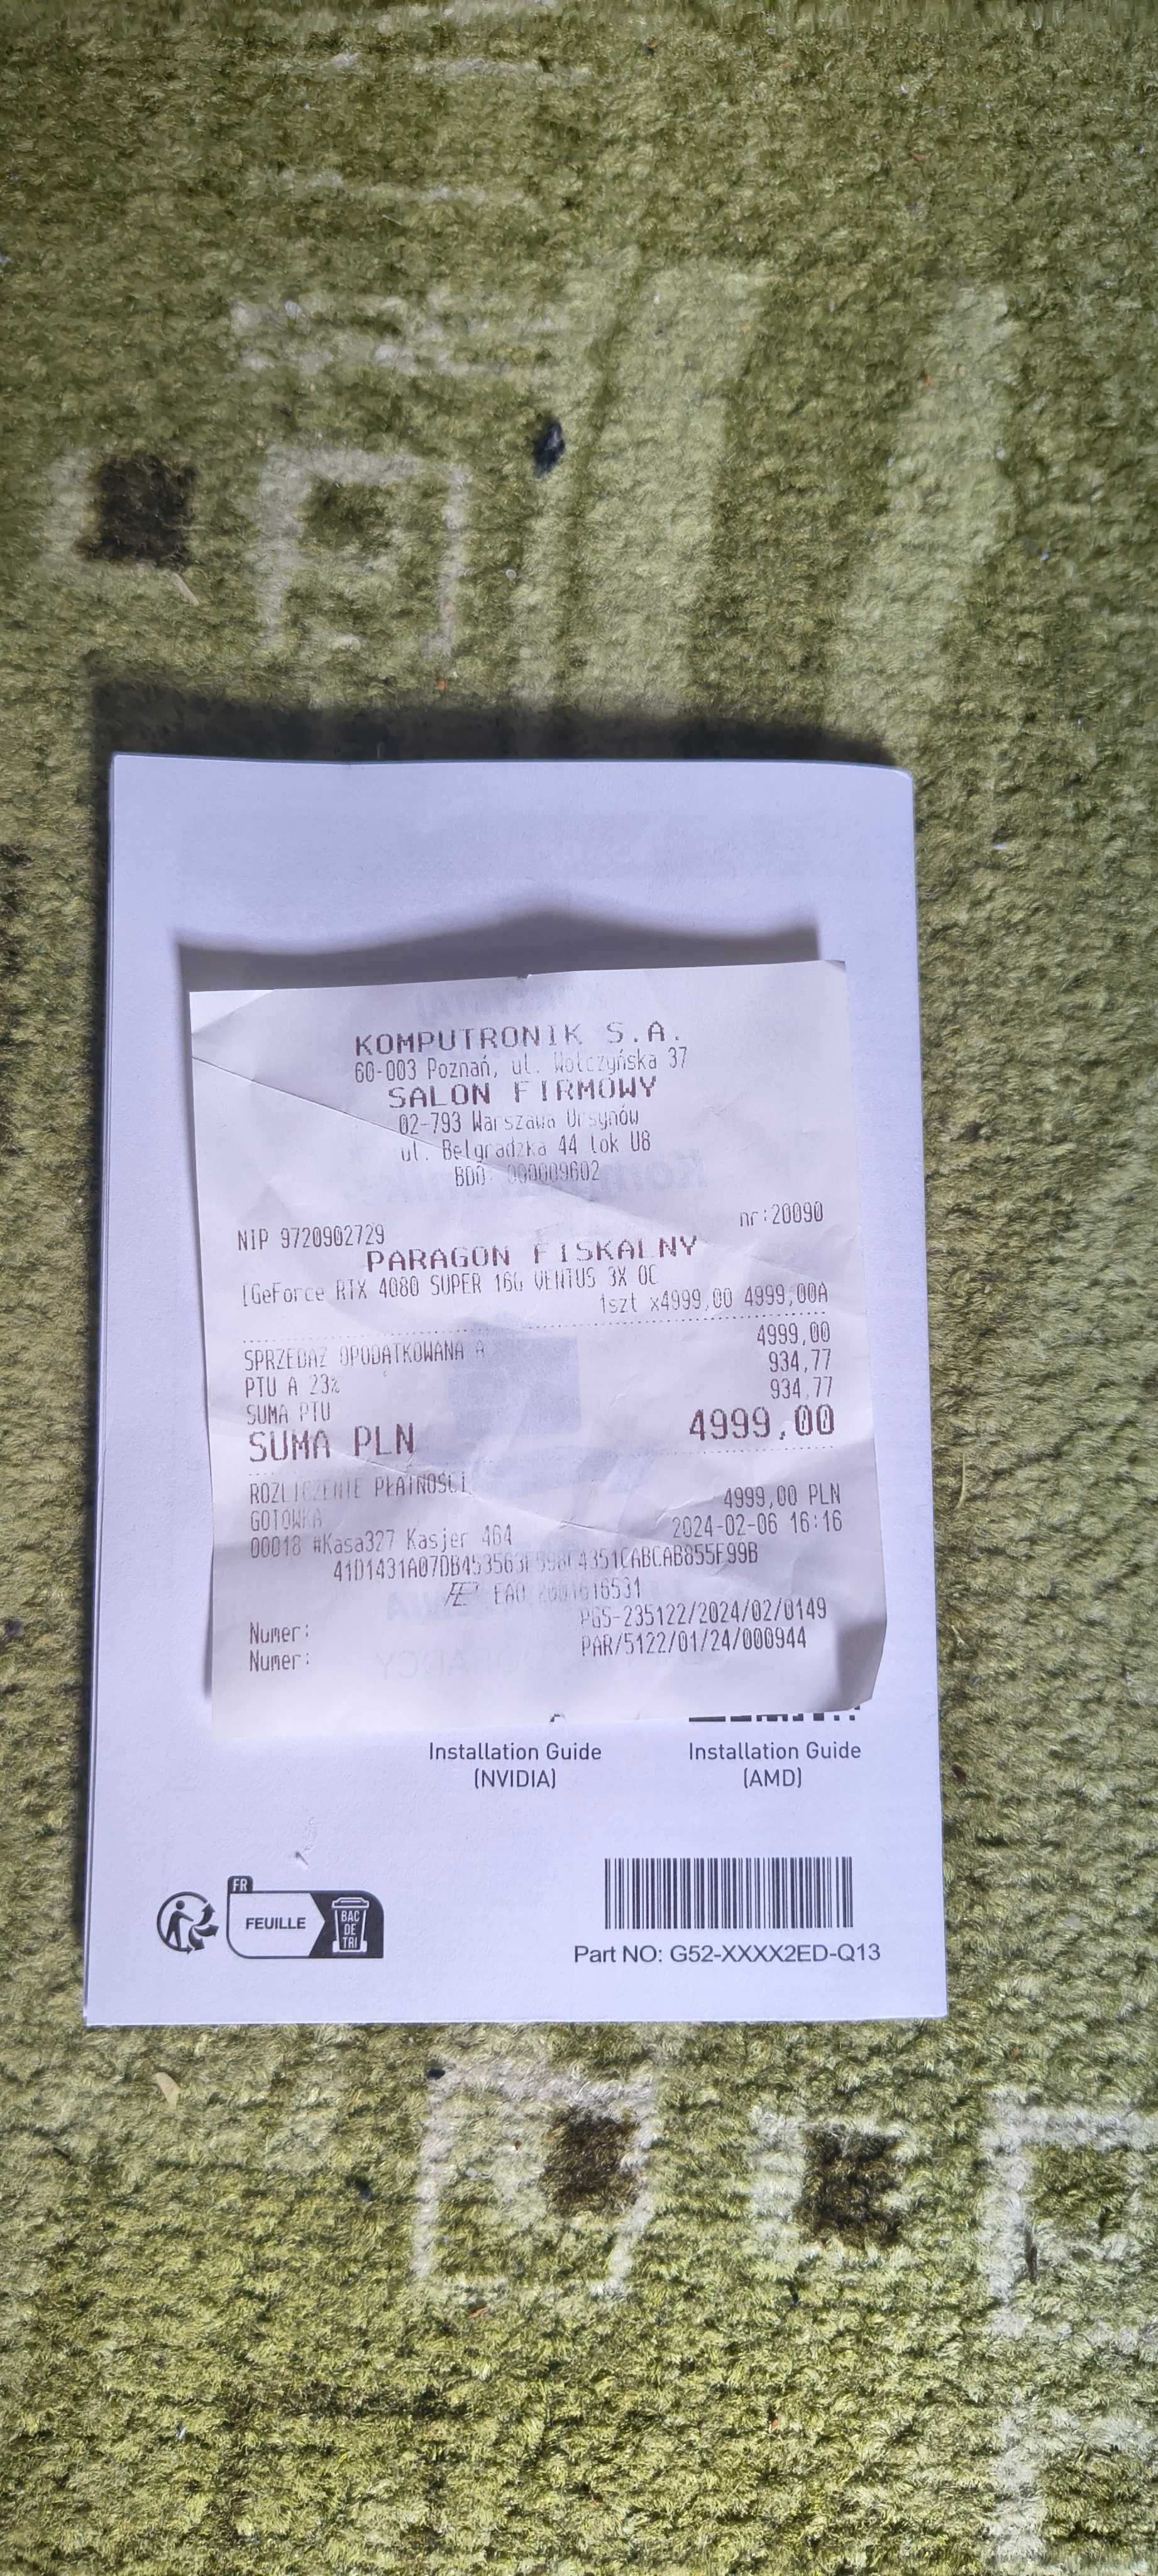 KOMPUTRONIK S.A.
60-003 Poznań, ul. Wołczyńska 37
SALON FIRMOWY
02-793 Warszawa Ursynów
ul. Belgradzka 44 lok U8
BDO: 000009602
NIP 9720902729 nr:20090
PARAGON FISKALNY
[GeForce RTX 4080 SUPER 16G VENTUS 3X OC
1szt x4999,00 4999,00A
SPRZEDAŻ OPODATKOWANA A 4999,00
PTU A 23% 934,77
SUMA PTU 934,77
SUMA PLN 4999,00
ROZLICZENIE PŁATNOŚCI
GOTÓWKA 4999,00 PLN
00018 #Kasa327 Kasjer 464 2024-02-06 16:16
EAO 2001616531
Numer: PGS-235122/2024/02/0149
Numer: PAR/5122/01/24/000944
Installation Guide (NVIDIA)
Installation Guide (AMD)
FR
FEUILLE
BAC
DE
TRI
Part NO: G52-XXXX2ED-Q13